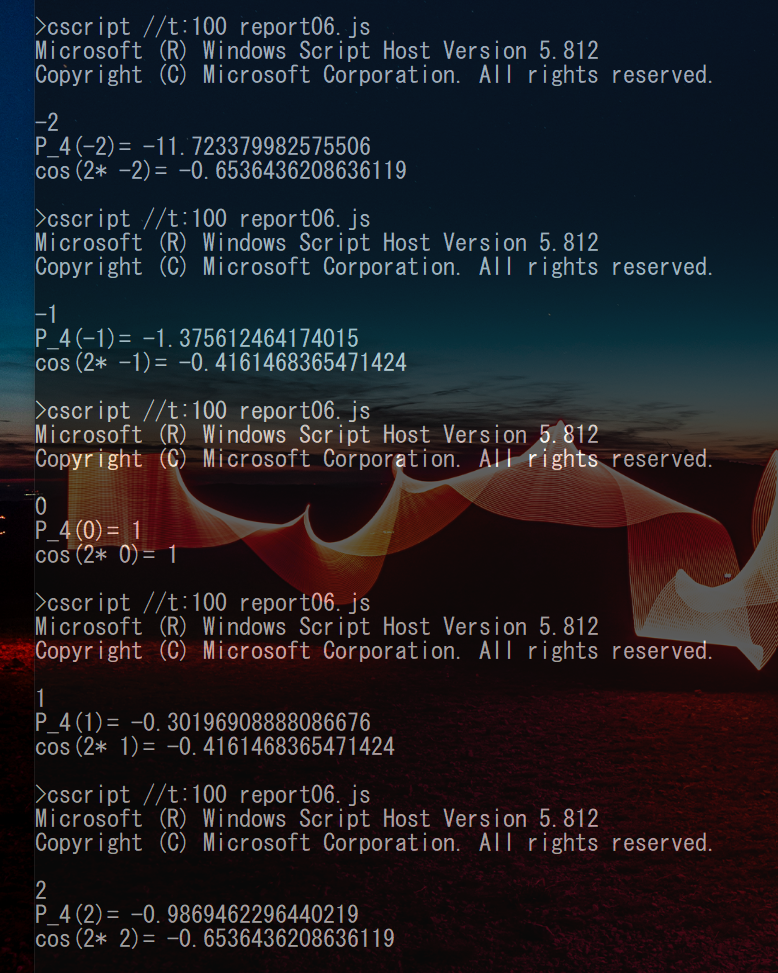 >cscript //t:100 report06.js
Microsoft (R) Windows Script Host Version 5.812
Copyright (C) Microsoft Corporation. All rights reserved.
-2
P_4(-2)= -11.723379982575506
cos(2* -2)= -0.6536436208636119
>cscript //t:100 report06.js
Microsoft (R) Windows Script Host Version 5.812
Copyright (C) Microsoft Corporation. All rights reserved.
-1
P_4(-1)= -1.375612464174015
cos(2* -1)= -0.4161468365471424
>cscript //t:100 report06.js
Microsoft (R) Windows Script Host Version 5.812
Copyright (C) Microsoft Corporation. All rights reserved.
0
P_4(0)= 1
cos(2* 0)= 1
>cscript //t:100 report06.js
Microsoft (R) Windows Script Host Version 5.812
Copyright (C) Microsoft Corporation. All rights reserved.
1
P_4(1)= -0.30196908888086676
cos(2* 1)= -0.4161468365471424
>cscript //t:100 report06.js
Microsoft (R) Windows Script Host Version 5.812
Copyright (C) Microsoft Corporation. All rights reserved.
2
P_4(2)= -0.9869462296440219
cos(2* 2)= -0.6536436208636119